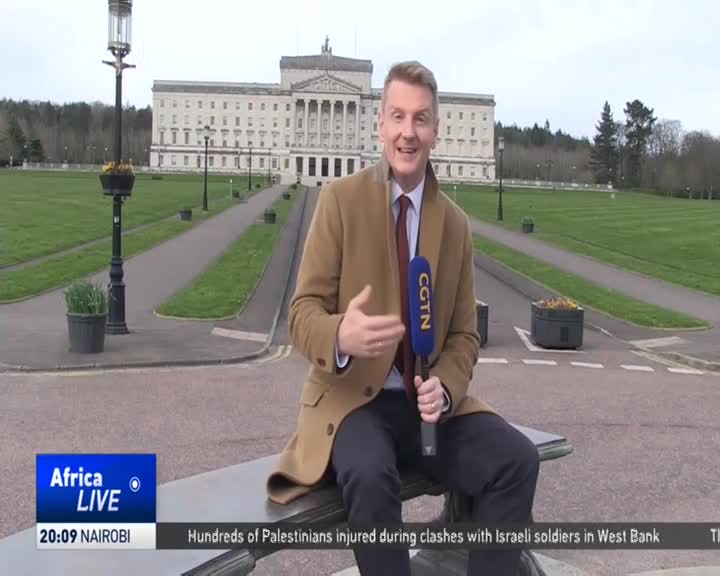 CGTN
Africa
LIVE
20:09 NAIROBI
Hundreds of Palestinians injured during clashes with Israeli soldiers in West Bank